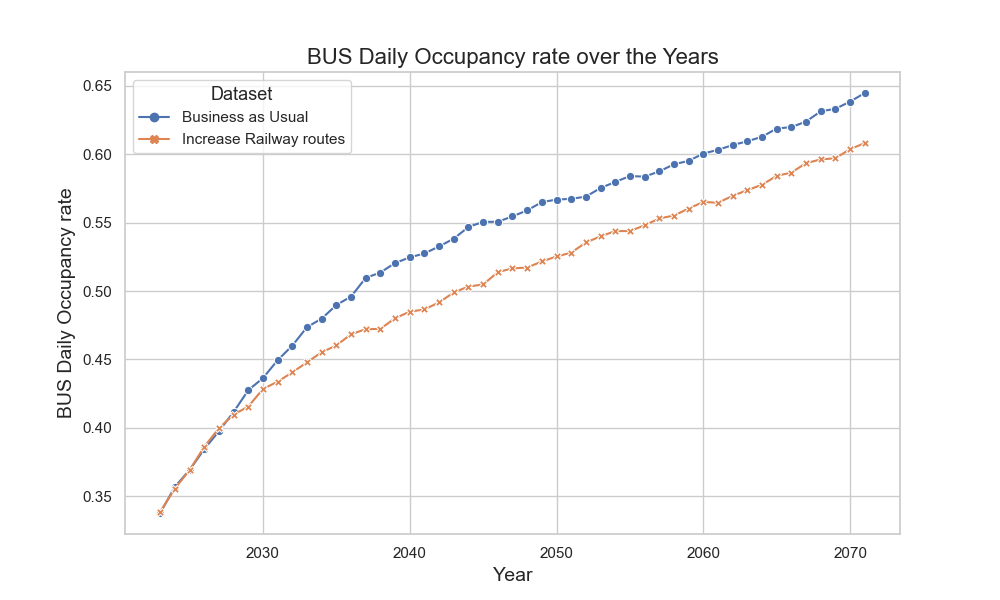 BUS Daily Occupancy rate over the Years
Dataset
Business as Usual
Increase Railway routes
BUS Daily Occupancy rate
0.65
0.60
0.55
0.50
0.45
0.40
0.35
2030
2040
2050
2060
2070
Year